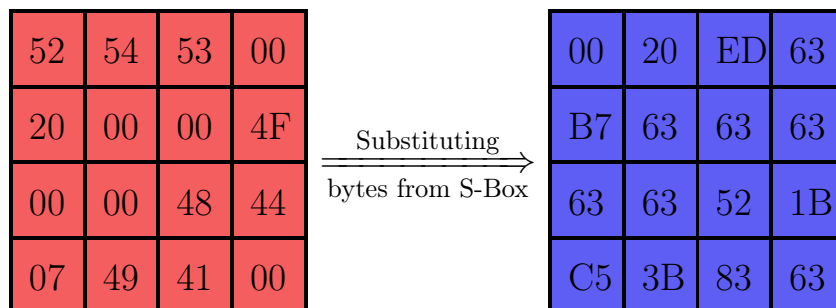 52 54 53 00
20 00 00 4F
00 00 48 44
07 49 41 00
Substituting
bytes from S-Box
00 20 ED 63
B7 63 63 63
63 63 52 1B
C5 3B 83 63